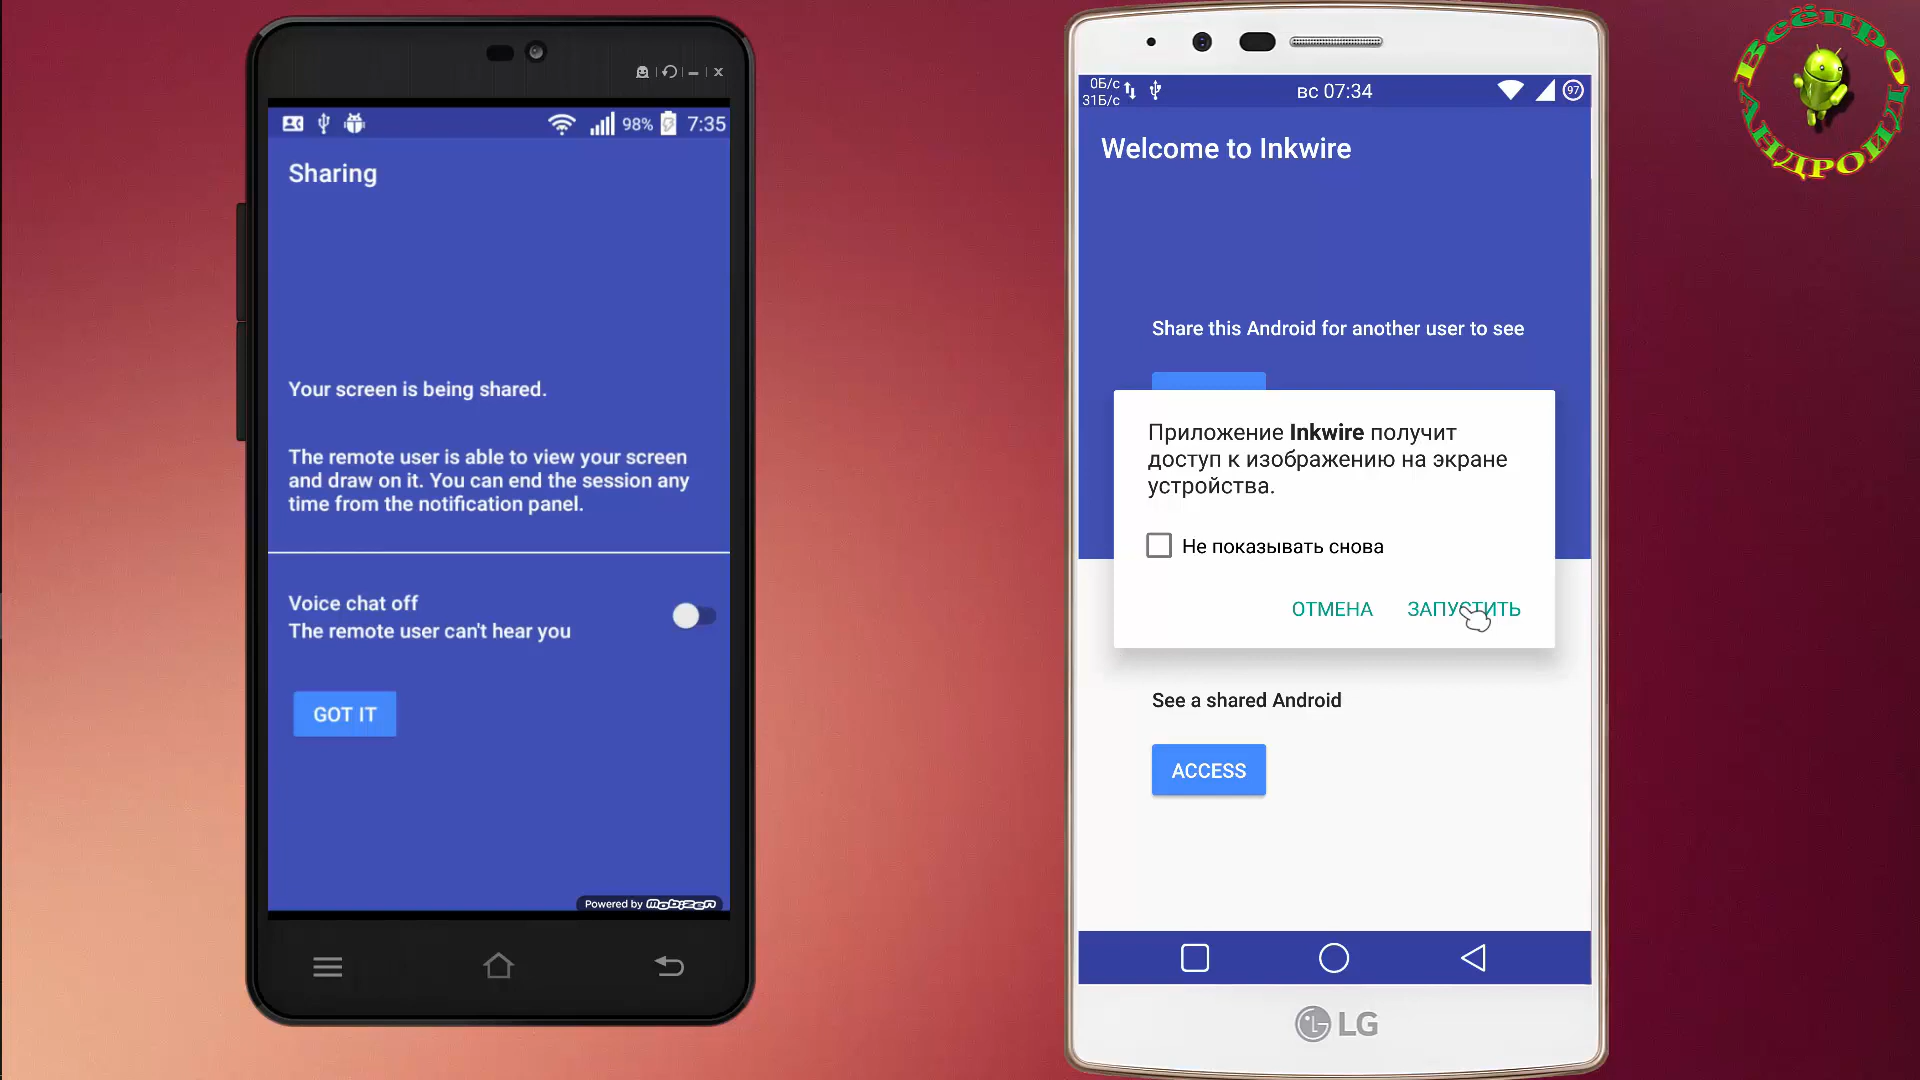 98%
7:35
Sharing
Your screen is being shared.
The remote user is able to view your screen
and draw on it. You can end the session any
time from the notification panel.
Voice chat off
The remote user can't hear you
GOT IT
Powered by Mobizen
0Б/с
31Б/с
вс 07:34
97
Welcome to Inkwire
Share this Android for another user to see
Приложение Inkwire получит
доступ к изображению на экране
устройства.
Не показывать снова
ОТМЕНА
ЗАПУСТИТЬ
See a shared Android
ACCESS
LG
ВСЁПРО
АНДРОИД